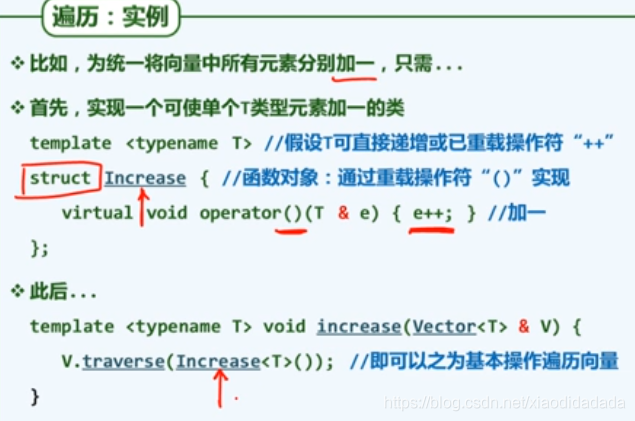 遍历：实例
❖ 比如，为统一将向量中所有元素分别加一，只需...
❖ 首先，实现一个可使单个T类型元素加一的类
template <typename T> //假设T可直接递增或已重载操作符“++”
struct Increase { //函数对象：通过重载操作符“()”实现
virtual void operator()(T & e) { e++; } //加一
};
❖ 此后...
template <typename T> void increase(Vector<T> & V) {
V.traverse(Increase<T>()); //即可以之为基本操作遍历向量
}
https://blog.csdn.net/xiaodidadada